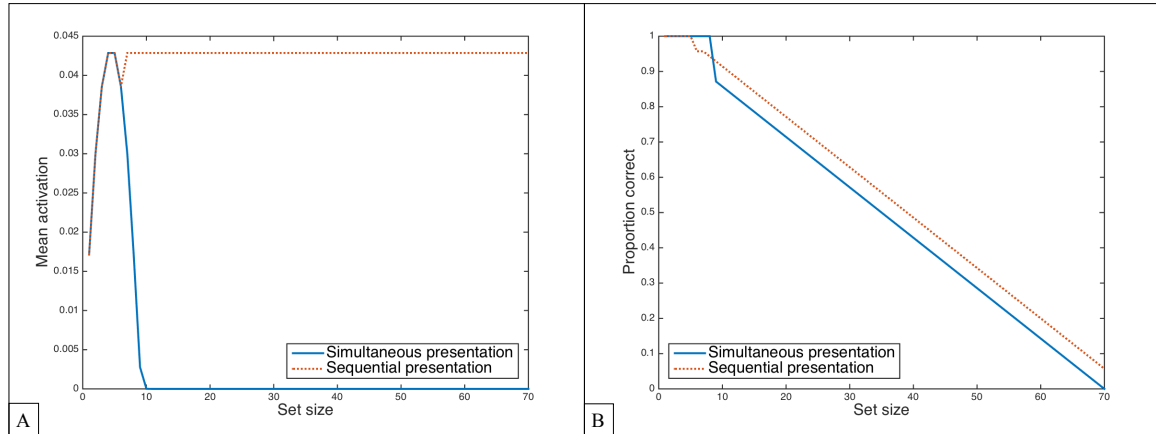 0.045
0.04
0.035
0.03
0.025
0.02
0.015
0.01
0.005
0
Mean activation
0 10 20 30 40 50 60 70
Set size
Simultaneous presentation
Sequential presentation
A
1
0.9
0.8
0.7
0.6
0.5
0.4
0.3
0.2
0.1
0
Proportion correct
0 10 20 30 40 50 60 70
Set size
Simultaneous presentation
Sequential presentation
B